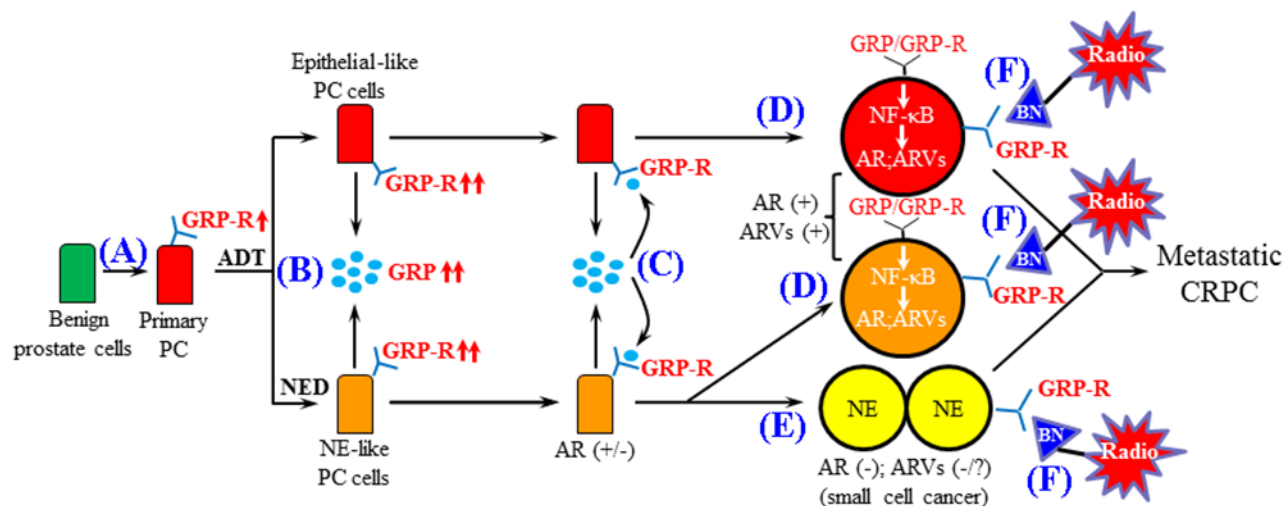 Epithelial-like
PC cells
GRP-R↑↑
GRP-R↑
(A)
ADT
(B)
GRP ↑↑
Benign
prostate cells
Primary
PC
NED
GRP-R↑↑
NE-like
PC cells
GRP-R
(C)
GRP-R
AR (+/-)
(D)
GRP/GRP-R
NF-κB
AR;ARVs
(F)
BN
Radio
GRP-R
AR (+)
ARVs (+)
GRP/GRP-R
(D)
NF-κB
AR;ARVs
(F)
BN
Radio
GRP-R
Metastatic
CRPC
(E)
NE
NE
GRP-R
BN
Radio
(F)
AR (-); ARVs (-/?)
(small cell cancer)